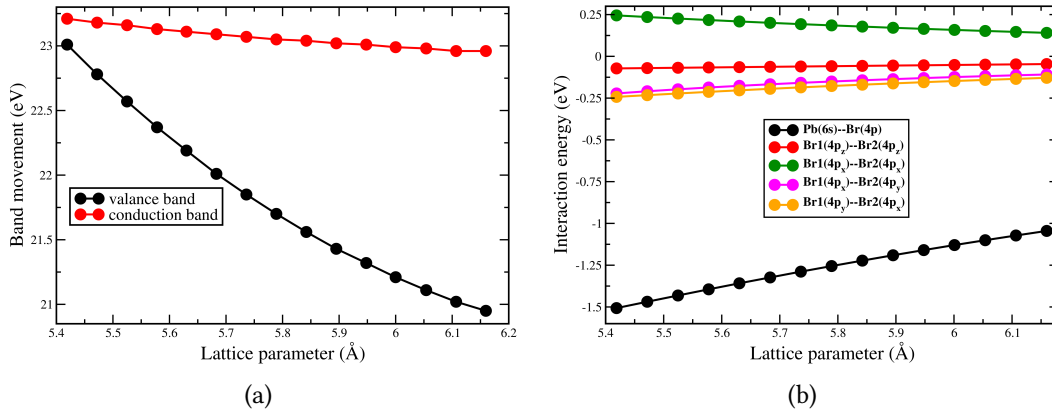 23
22.5
22
21.5
21
Band movement (eV)
valance band
conduction band
5.4 5.5 5.6 5.7 5.8 5.9 6 6.1 6.2
Lattice parameter (Å)
(a)
0.25
0
-0.25
-0.5
-0.75
-1
-1.25
-1.5
Interaction energy (eV)
Pb(6s)--Br(4p)
Br1(4pz)--Br2(4pz)
Br1(4px)--Br2(4px)
Br1(4px)--Br2(4py)
Br1(4py)--Br2(4px)
5.4 5.5 5.6 5.7 5.8 5.9 6 6.1
Lattice parameter (Å)
(b)